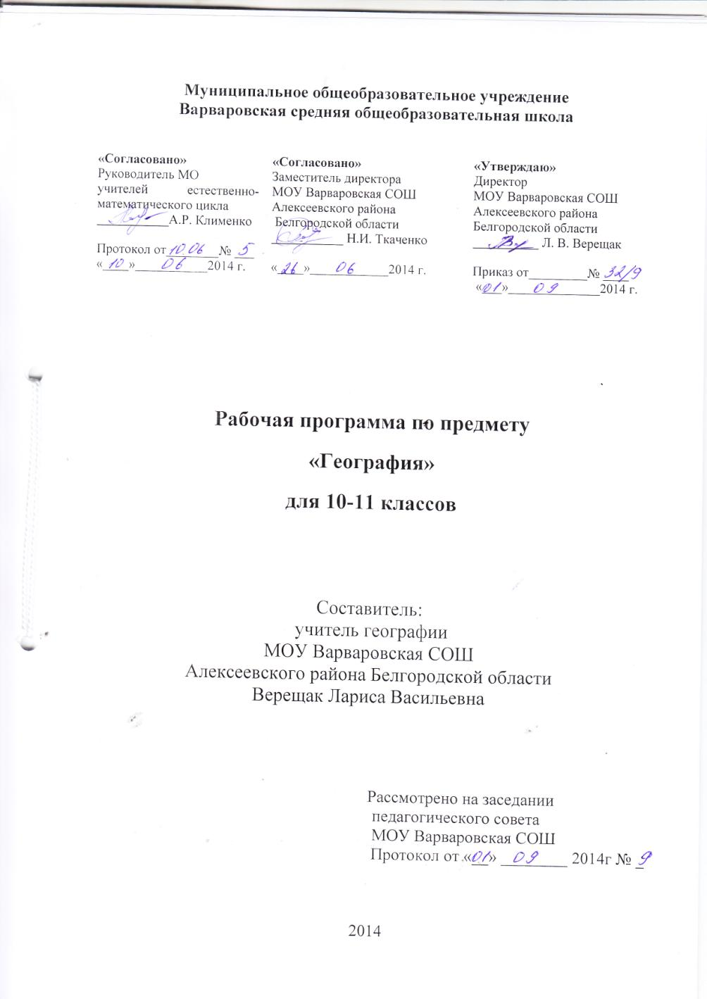 Муниципальное общеобразовательное учреждение
Варваровская средняя общеобразовательная школа
«Согласовано»
Руководитель МО
учителей естественно-
математического цикла
____________А.Р. Клименко
Протокол от 10.06 № 5
« 10 » 06 2014 г.
«Согласовано»
Заместитель директора
МОУ Варваровская СОШ
Алексеевского района
Белгородской области
____________ Н.И. Ткаченко
« 26 » 06 2014 г.
«Утверждаю»
Директор
МОУ Варваровская СОШ
Алексеевского района
Белгородской области
___________ Л. В. Верещак
Приказ от__________№ 32/9
«01» 09 2014 г.
Рабочая программа по предмету
«География»
для 10-11 классов
Составитель:
учитель географии
МОУ Варваровская СОШ
Алексеевского района Белгородской области
Верещак Лариса Васильевна
Рассмотрено на заседании
педагогического совета
МОУ Варваровская СОШ
Протокол от «01» 09 2014г № 9
2014